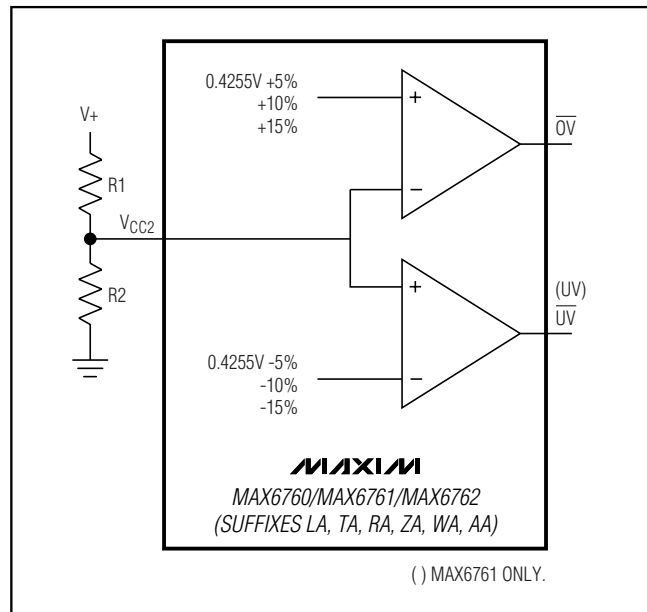 0.4255V +5%
+10%
+15%
V+
R1
VCC2
R2
+
−
OV
+
−
(UV)
UV
0.4255V -5%
-10%
-15%
MAXIM
MAX6760/MAX6761/MAX6762
(SUFFIXES LA, TA, RA, ZA, WA, AA)
( ) MAX6761 ONLY.